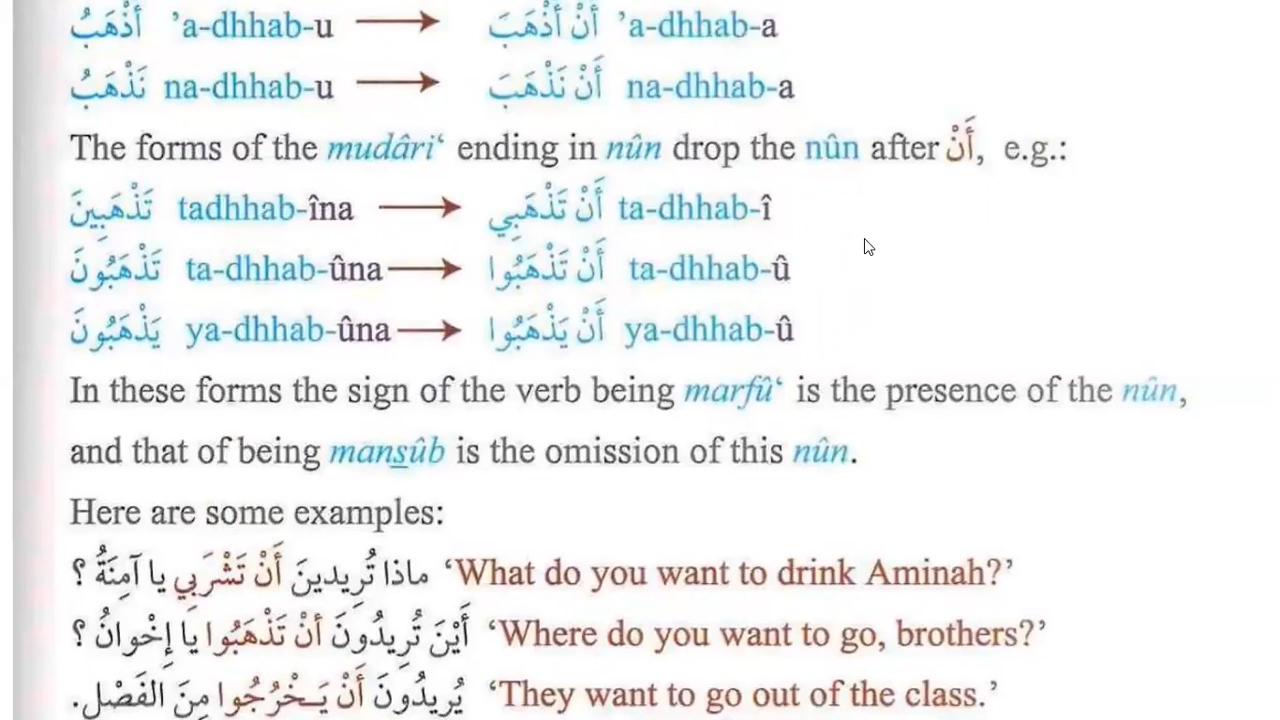 أَذْهَبُ ’a-dhhab-u → أَنْ أَذْهَبَ ’a-dhhab-a
نَذْهَبُ na-dhhab-u → أَنْ نَذْهَبَ na-dhhab-a
The forms of the mudâri‘ ending in nûn drop the nûn after أَنْ, e.g.:
تَذْهَبِينَ tadhhab-îna → أَنْ تَذْهَبِي ta-dhhab-î
تَذْهَبُونَ ta-dhhab-ûna → أَنْ تَذْهَبُوا ta-dhhab-û
يَذْهَبُونَ ya-dhhab-ûna → أَنْ يَذْهَبُوا ya-dhhab-û
In these forms the sign of the verb being marfû‘ is the presence of the nûn,
and that of being mansûb is the omission of this nûn.
Here are some examples:
ماذا تُرِيدينَ أَنْ تَشْرَبِي يا آمِنَةُ ؟ ‘What do you want to drink Aminah?’
أَيْنَ تُرِيدُونَ أنْ تَذْهَبُوا يَا إِخْوانُ ؟ ‘Where do you want to go, brothers?’
يُرِيدُونَ أَنْ يَـخْرُجُوا مِنَ الفَصْلِ. ‘They want to go out of the class.’